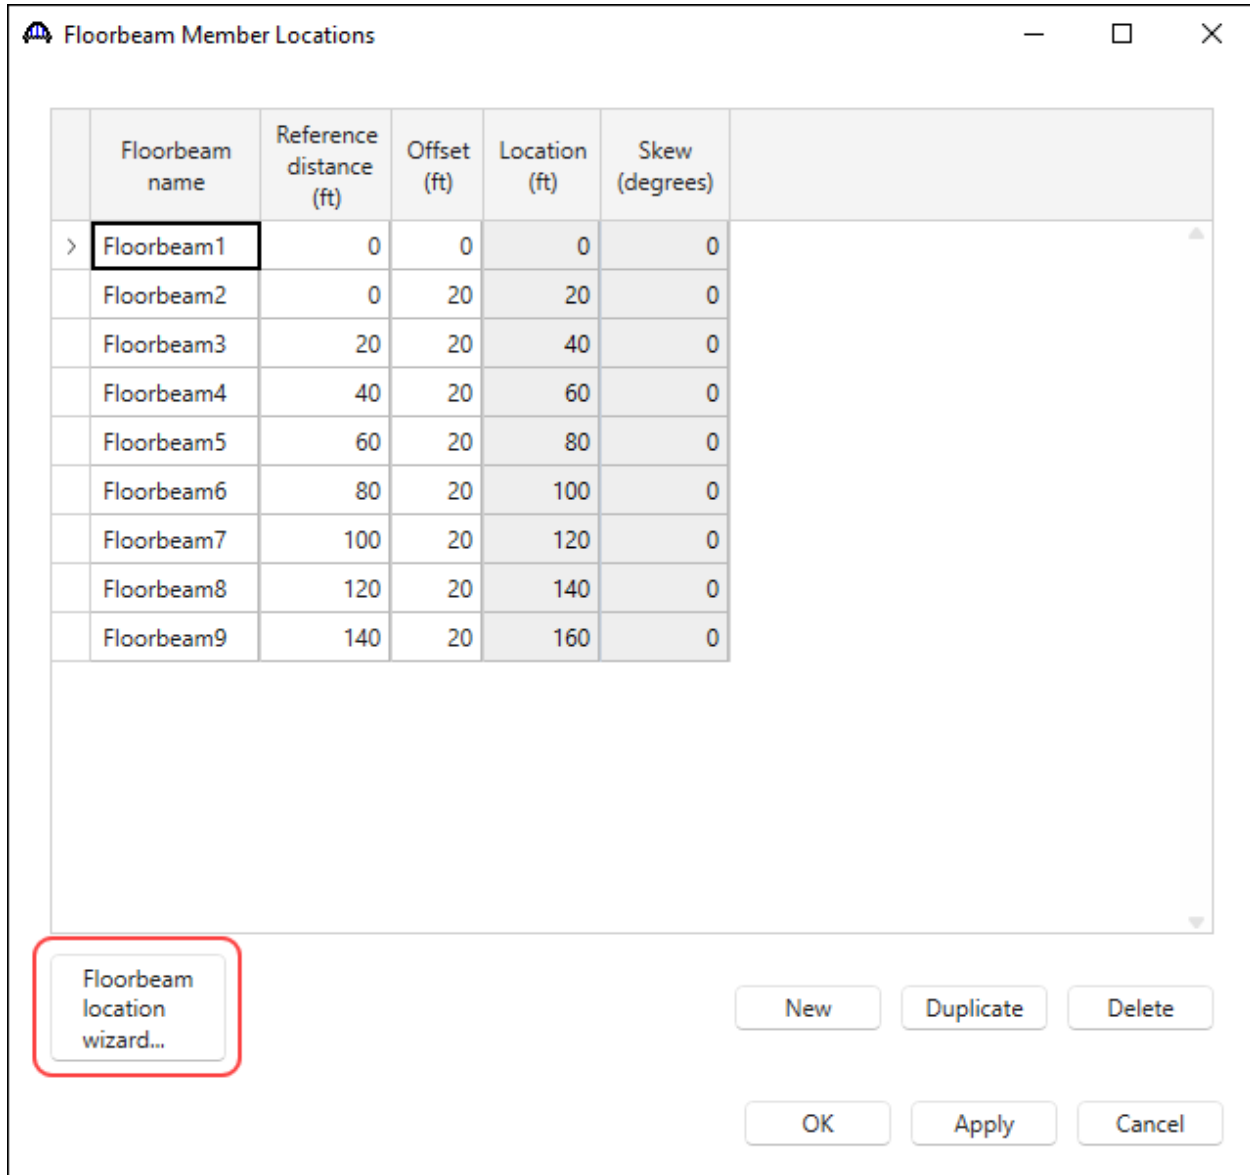 Floorbeam Member Locations
Floorbeam name Reference distance (ft) Offset (ft) Location (ft) Skew (degrees)
Floorbeam1 0 0 0 0
Floorbeam2 0 20 20 0
Floorbeam3 20 20 40 0
Floorbeam4 40 20 60 0
Floorbeam5 60 20 80 0
Floorbeam6 80 20 100 0
Floorbeam7 100 20 120 0
Floorbeam8 120 20 140 0
Floorbeam9 140 20 160 0
Floorbeam
location
wizard...
New Duplicate Delete
OK Apply Cancel